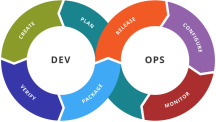 CREATE
PLAN
RELEASE
CONFIGURE
DEV
OPS
VERIFY
PACKAGE
MONITOR